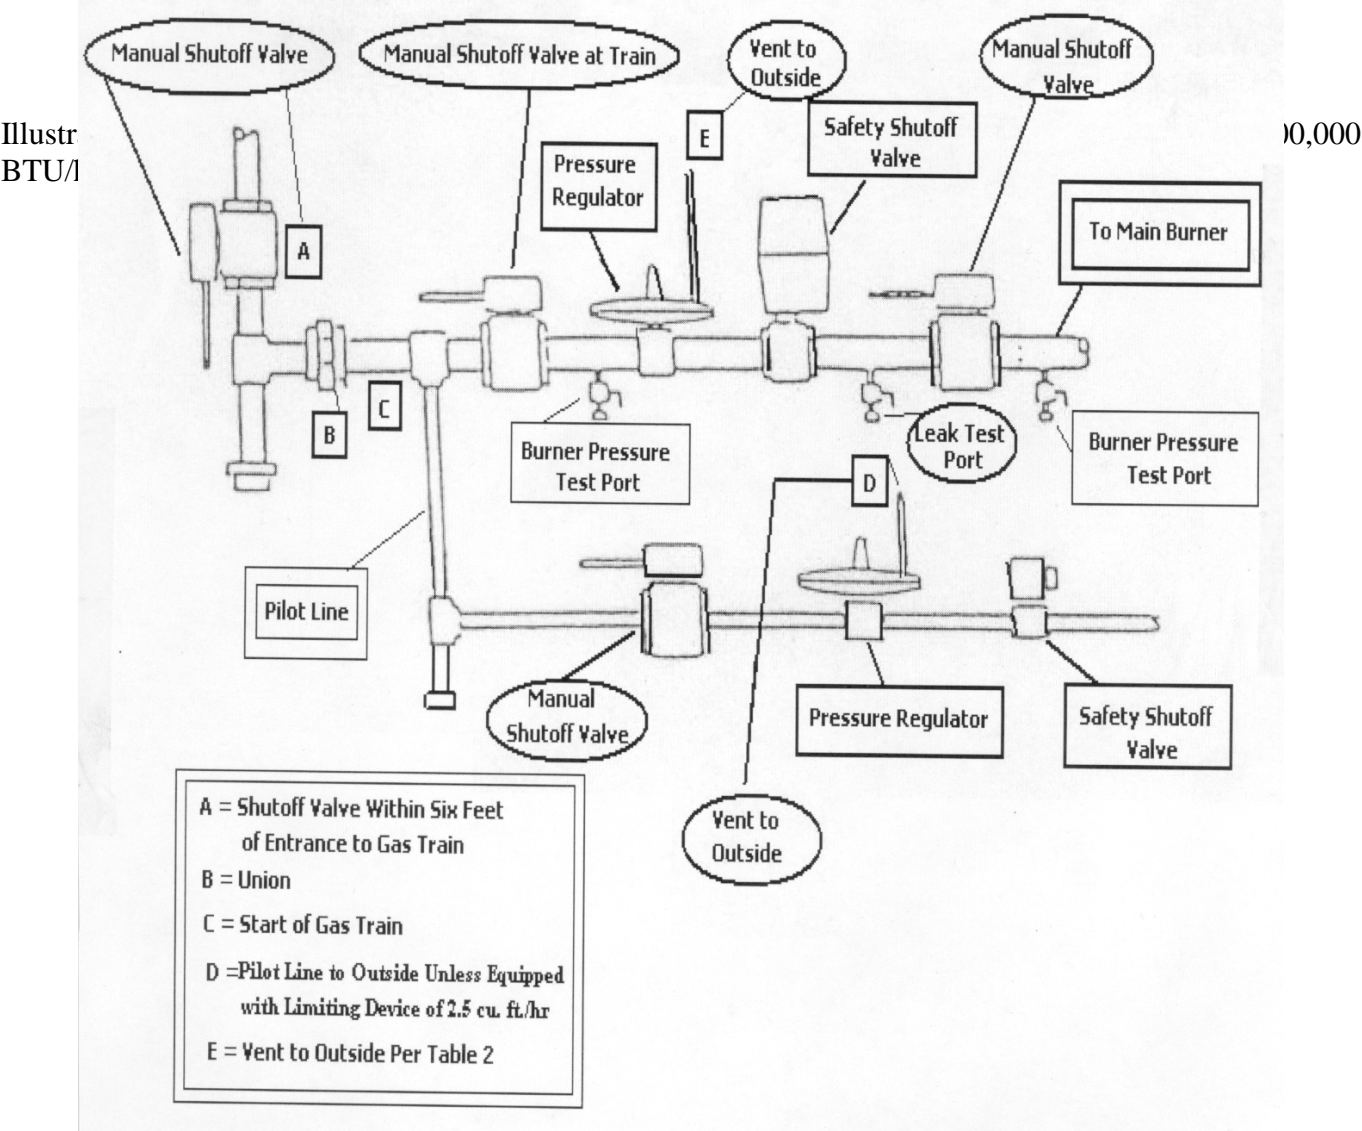 Manual Shutoff Valve
Manual Shutoff Valve at Train
Vent to
Outside
Manual Shutoff
Valve
00,000
E
Safety Shutoff
Valve
Pressure
Regulator
A
To Main Burner
C
B
Burner Pressure
Test Port
Leak Test
Port
Burner Pressure
Test Port
D
Pilot Line
Manual
Shutoff Valve
Pressure Regulator
Safety Shutoff
Valve
Vent to
Outside
A = Shutoff Valve Within Six Feet
of Entrance to Gas Train
B = Union
C = Start of Gas Train
D =Pilot Line to Outside Unless Equipped
with Limiting Device of 2.5 cu. ft./hr
E = Vent to Outside Per Table 2